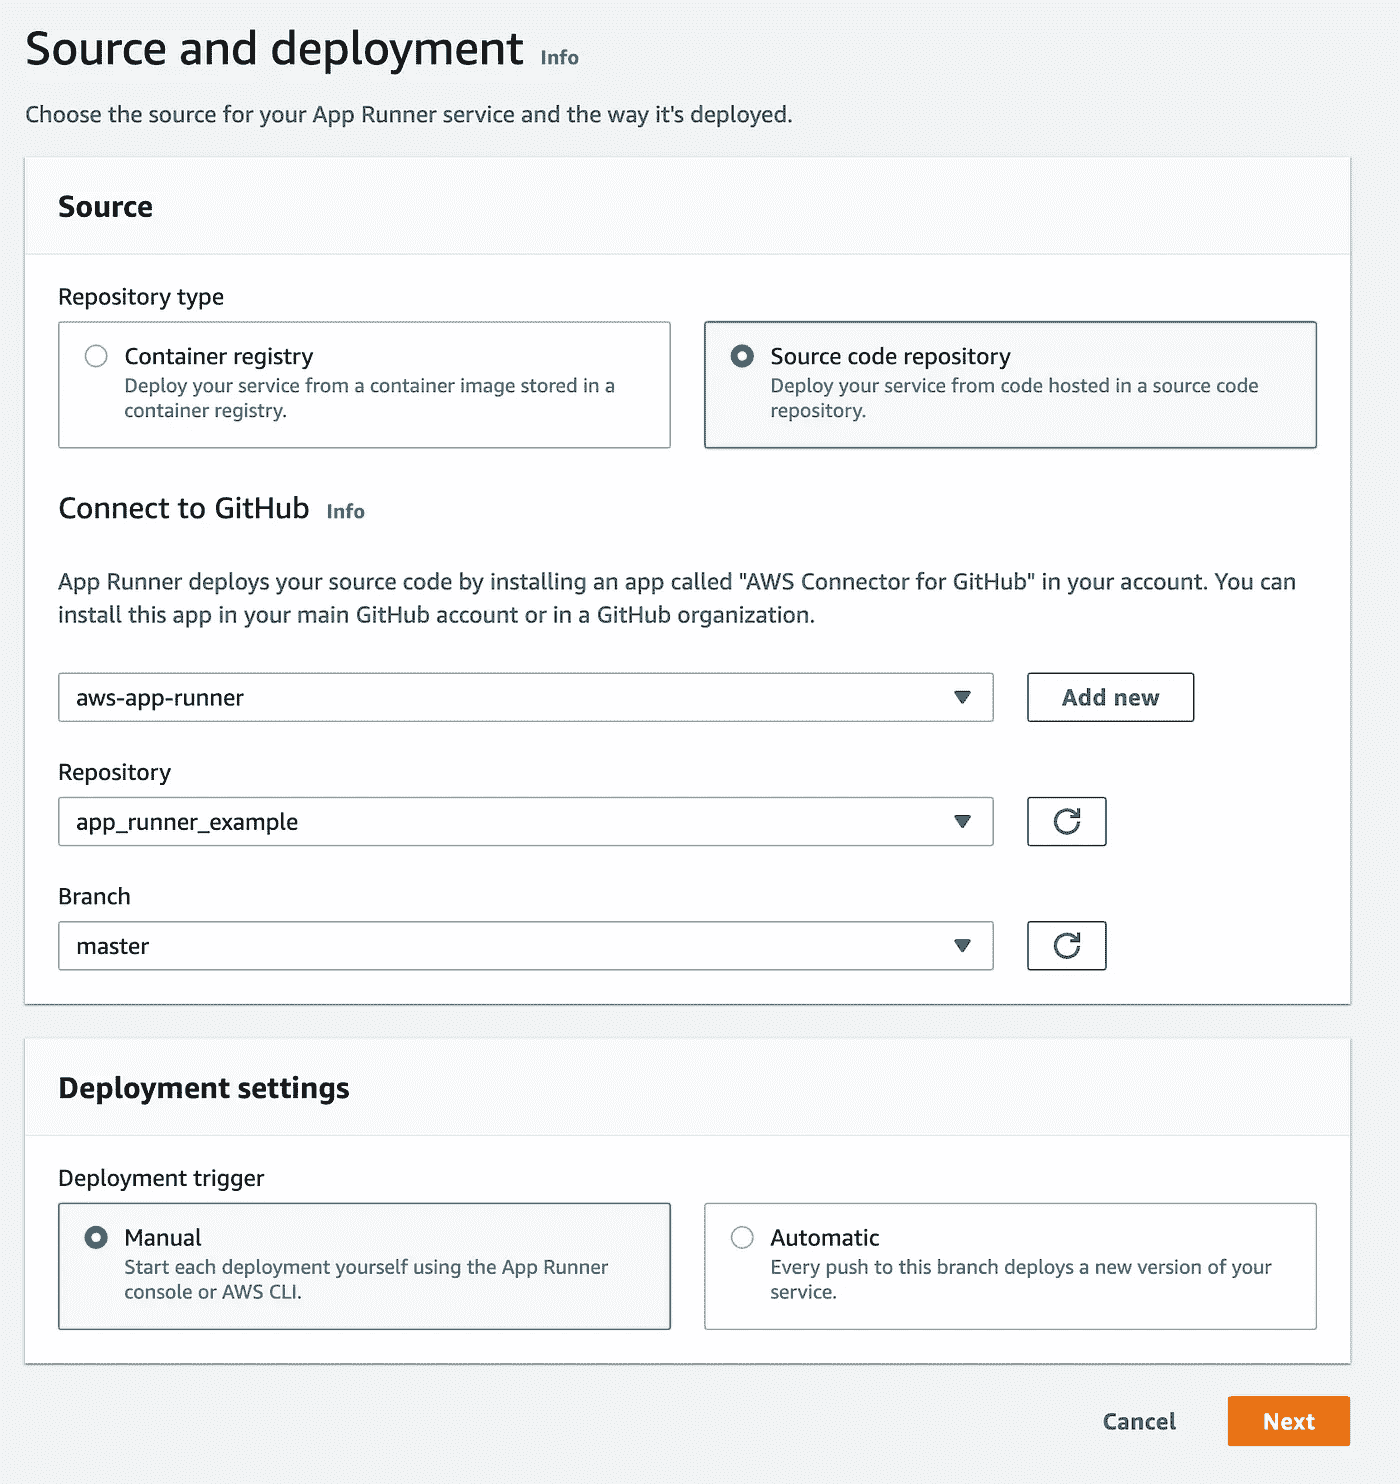 Source and deployment Info
Choose the source for your App Runner service and the way it's deployed.
Source
Repository type
Container registry
Deploy your service from a container image stored in a
container registry.
Source code repository
Deploy your service from code hosted in a source code
repository.
Connect to GitHub Info
App Runner deploys your source code by installing an app called "AWS Connector for GitHub" in your account. You can
install this app in your main GitHub account or in a GitHub organization.
aws-app-runner
Add new
Repository
app_runner_example
Branch
master
Deployment settings
Deployment trigger
Manual
Start each deployment yourself using the App Runner
console or AWS CLI.
Automatic
Every push to this branch deploys a new version of your
service.
Cancel
Next